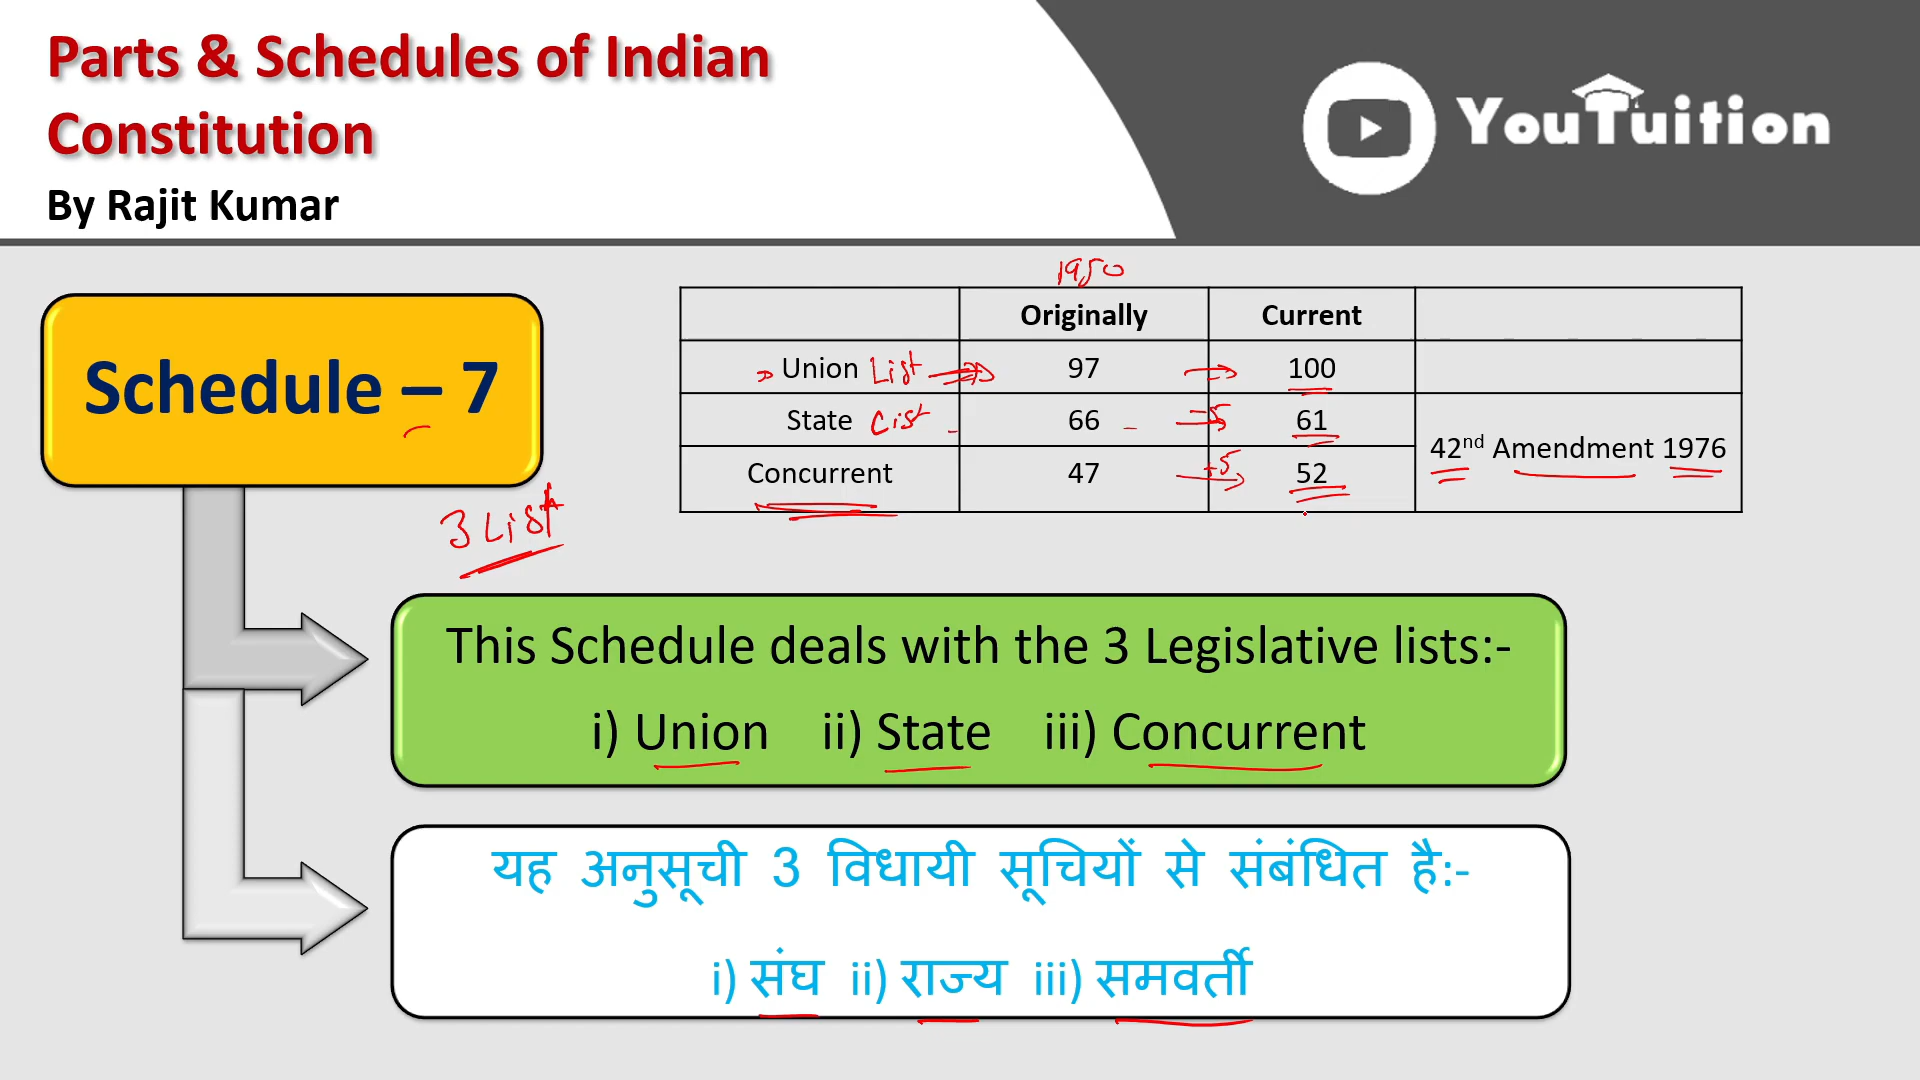 Parts & Schedules of Indian
Constitution
By Rajit Kumar
YouTuition
1950
Originally Current
Union List 97 100
State List 66 -5 61
Concurrent 47 +5 52
42nd Amendment 1976
Schedule – 7
3 List
This Schedule deals with the 3 Legislative lists:-
i) Union ii) State iii) Concurrent
यह अनुसूची 3 विधायी सूचियों से संबंधित है:-
i) संघ ii) राज्य iii) समवर्ती